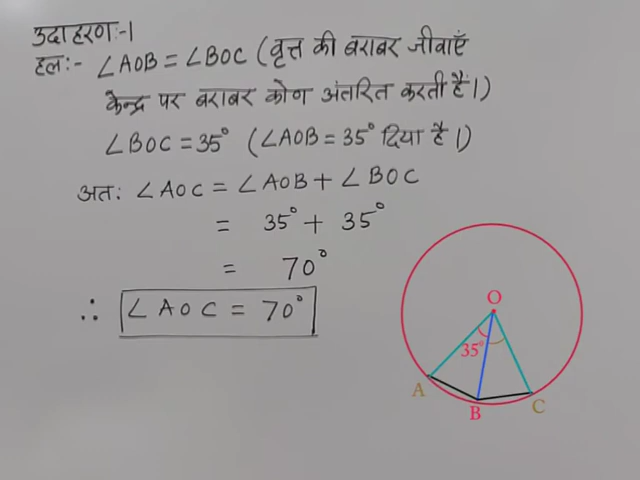 उदाहरण:-1
हल:- ∠AOB = ∠BOC (वृत्त की बराबर जीवाएँ
केन्द्र पर बराबर कोण अंतरित करती हैं।)
∠BOC = 35° (∠AOB = 35° दिया है।)
अतः ∠AOC = ∠AOB + ∠BOC
= 35° + 35°
= 70°
∴ ∠AOC = 70°
O
35°
A
B
C